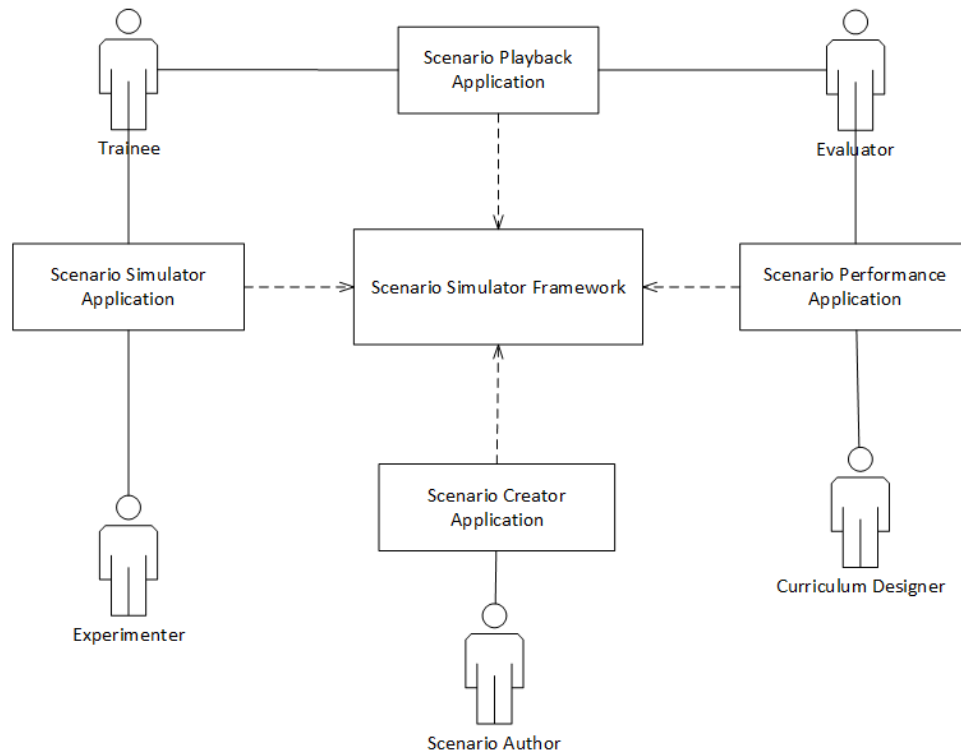 Scenario Playback
Application
Trainee
Evaluator
Scenario Simulator
Application
Scenario Simulator Framework
Scenario Performance
Application
Scenario Creator
Application
Curriculum Designer
Experimenter
Scenario Author